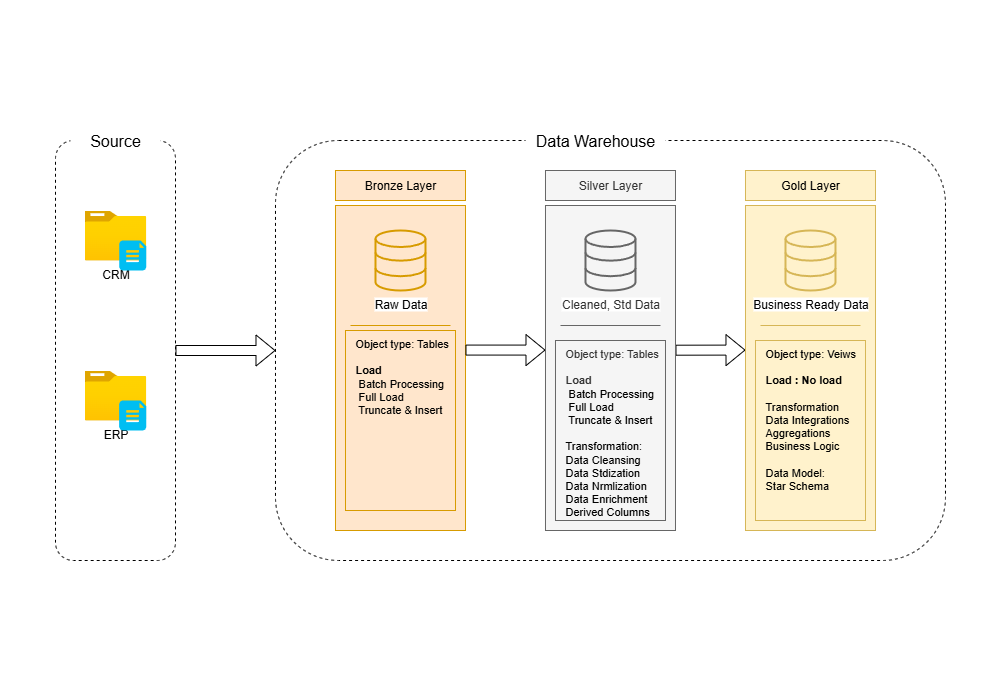 Source
CRM
ERP
Data Warehouse
Bronze Layer
Raw Data
Object type: Tables
Load
Batch Processing
Full Load
Truncate & Insert
Silver Layer
Cleaned, Std Data
Object type: Tables
Load
Batch Processing
Full Load
Truncate & Insert
Transformation:
Data Cleansing
Data Stdization
Data Nrmlization
Data Enrichment
Derived Columns
Gold Layer
Business Ready Data
Object type: Veiws
Load : No load
Transformation
Data Integrations
Aggregations
Business Logic
Data Model:
Star Schema